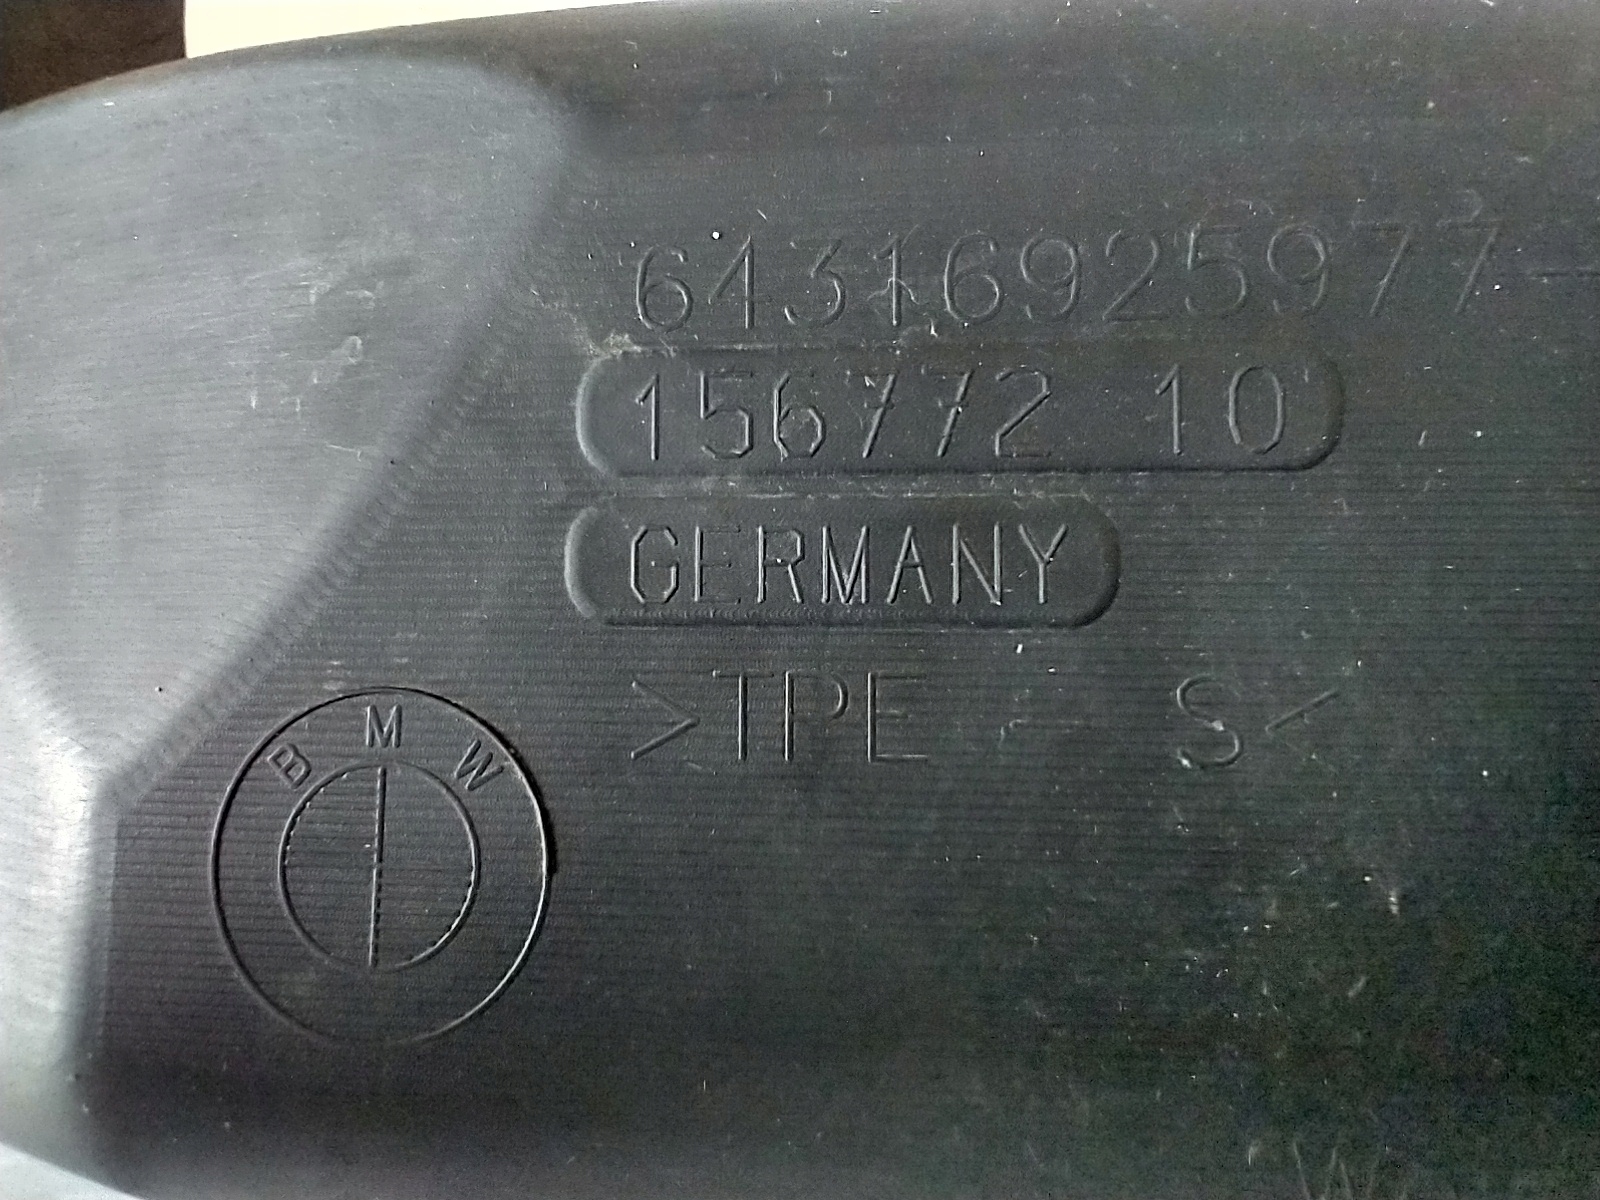 64316925977-
156772 10
GERMANY
>TPE - S<
BMW